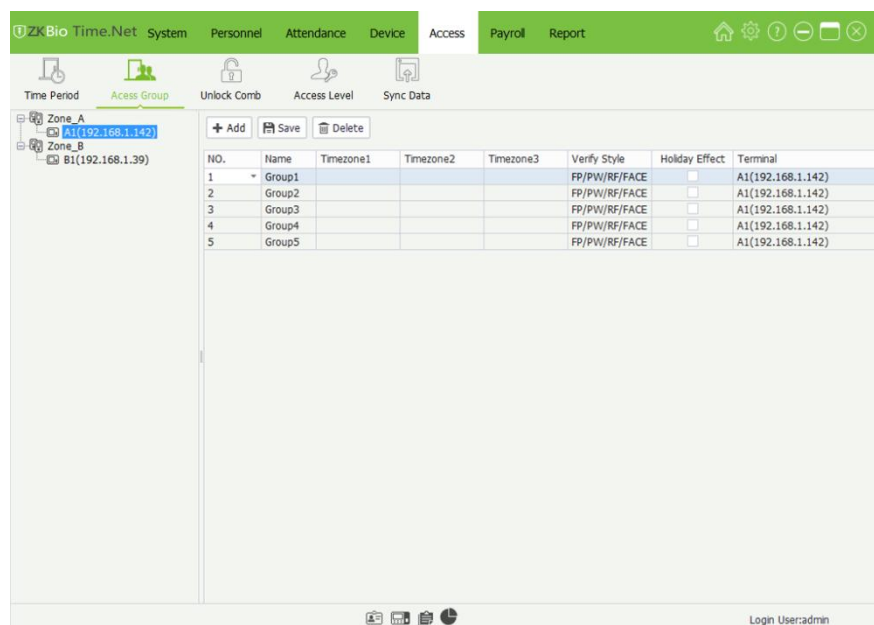 ZKBio Time.Net System Personnel Attendance Device Access Payroll Report
Time Period Acess Group Unlock Comb Access Level Sync Data
Zone_A
A1(192.168.1.142)
Zone_B
B1(192.168.1.39)
+ Add Save Delete
NO. Name Timezone1 Timezone2 Timezone3 Verify Style Holiday Effect Terminal
1 Group1 FP/PW/RF/FACE A1(192.168.1.142)
2 Group2 FP/PW/RF/FACE A1(192.168.1.142)
3 Group3 FP/PW/RF/FACE A1(192.168.1.142)
4 Group4 FP/PW/RF/FACE A1(192.168.1.142)
5 Group5 FP/PW/RF/FACE A1(192.168.1.142)
Login User:admin